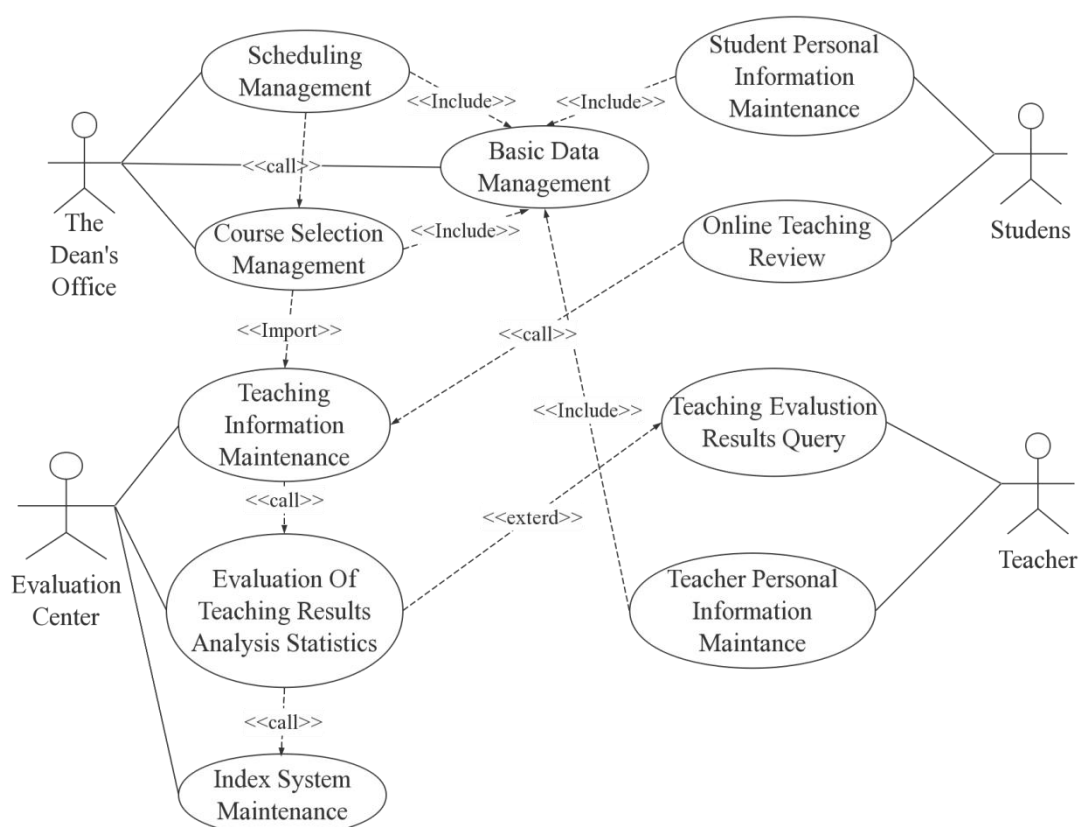 Scheduling
Management
Student Personal
Information
Maintenance
<<Include>>
<<Include>>
Basic Data
Management
<<call>>
The
Dean's
Office
Course Selection
Management
<<Include>>
Online Teaching
Review
Studens
<<Import>>
<<call>>
Teaching
Information
Maintenance
<<Include>>
Teaching Evalustion
Results Query
<<call>>
<<exterd>>
Evaluation
Center
Evaluation Of
Teaching Results
Analysis Statistics
Teacher Personal
Information
Maintance
Teacher
<<call>>
Index System
Maintenance